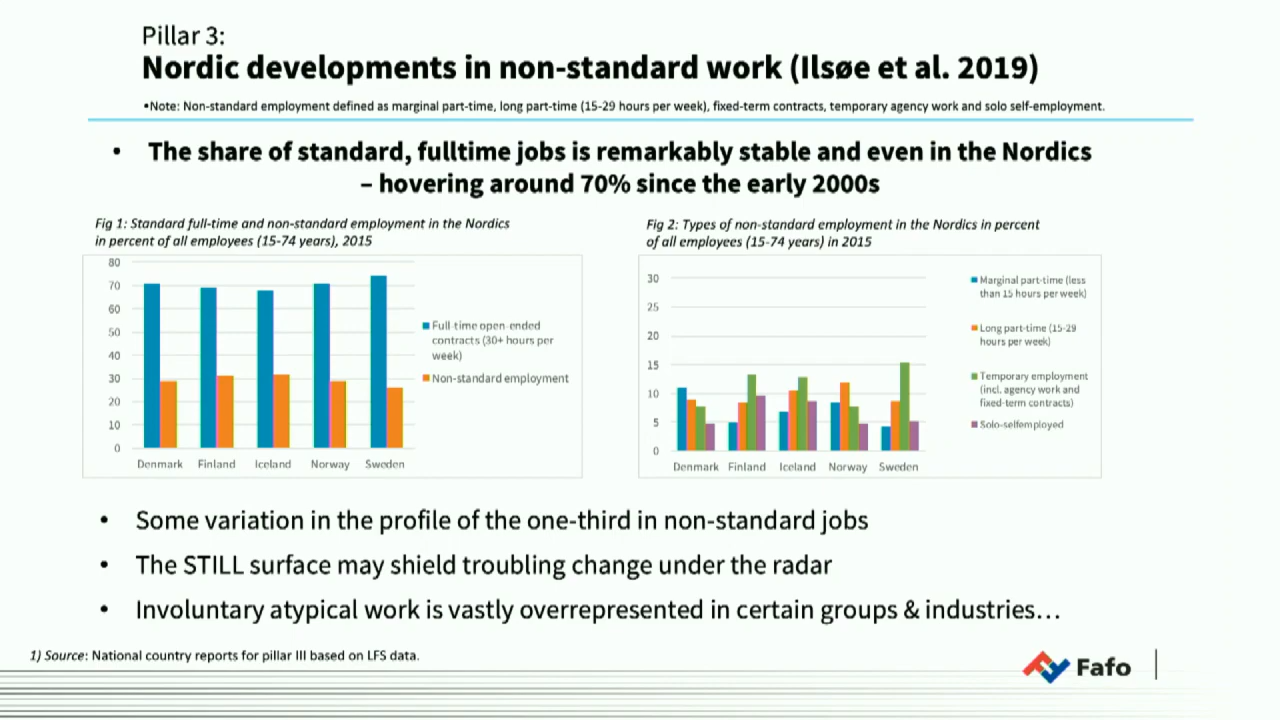 Pillar 3:
Nordic developments in non-standard work (Ilsøe et al. 2019)
•Note: Non-standard employment defined as marginal part-time, long part-time (15-29 hours per week), fixed-term contracts, temporary agency work and solo self-employment.
• The share of standard, fulltime jobs is remarkably stable and even in the Nordics
– hovering around 70% since the early 2000s
Fig 1: Standard full-time and non-standard employment in the Nordics
in percent of all employees (15-74 years), 2015
80
70
60
50
40
30
20
10
0
Denmark Finland Iceland Norway Sweden
Full-time open-ended
contracts (30+ hours per
week)
Non-standard employment
Fig 2: Types of non-standard employment in the Nordics in percent
of all employees (15-74 years) in 2015
30
25
20
15
10
5
0
Denmark Finland Iceland Norway Sweden
Marginal part-time (less
than 15 hours per week)
Long part-time (15-29
hours per week)
Temporary employment
(incl. agency work and
fixed-term contracts)
Solo-selfemployed
• Some variation in the profile of the one-third in non-standard jobs
• The STILL surface may shield troubling change under the radar
• Involuntary atypical work is vastly overrepresented in certain groups & industries…
1) Source: National country reports for pillar III based on LFS data.
Fafo